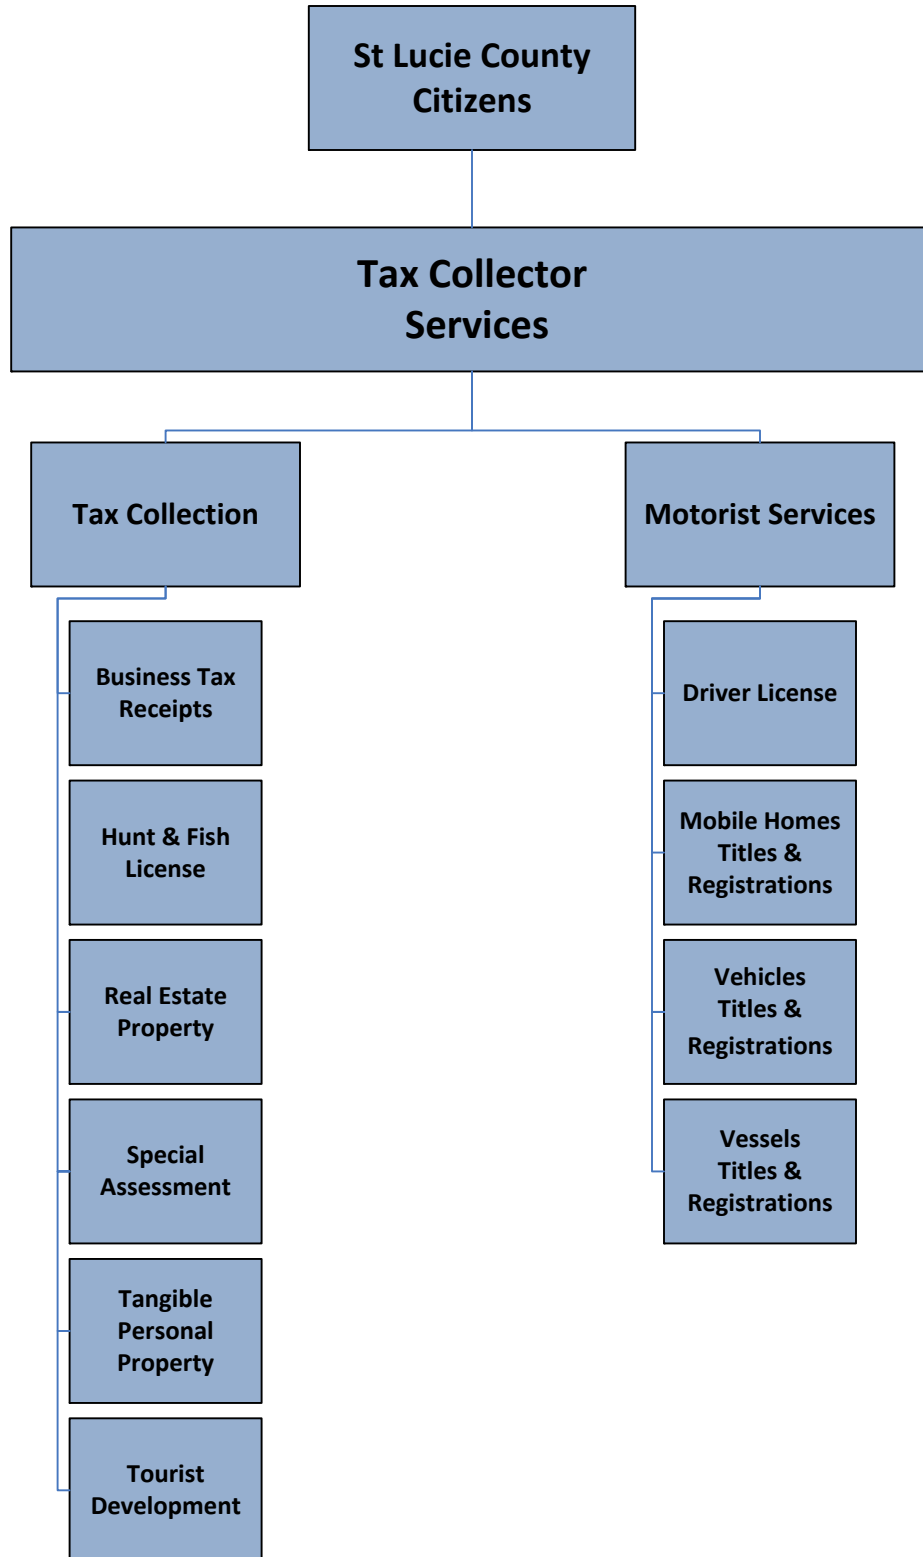 St Lucie County
Citizens
Tax Collector
Services
Tax Collection
Motorist Services
Business Tax
Receipts
Hunt & Fish
License
Real Estate
Property
Special
Assessment
Tangible
Personal
Property
Tourist
Development
Driver License
Mobile Homes
Titles &
Registrations
Vehicles
Titles &
Registrations
Vessels
Titles &
Registrations